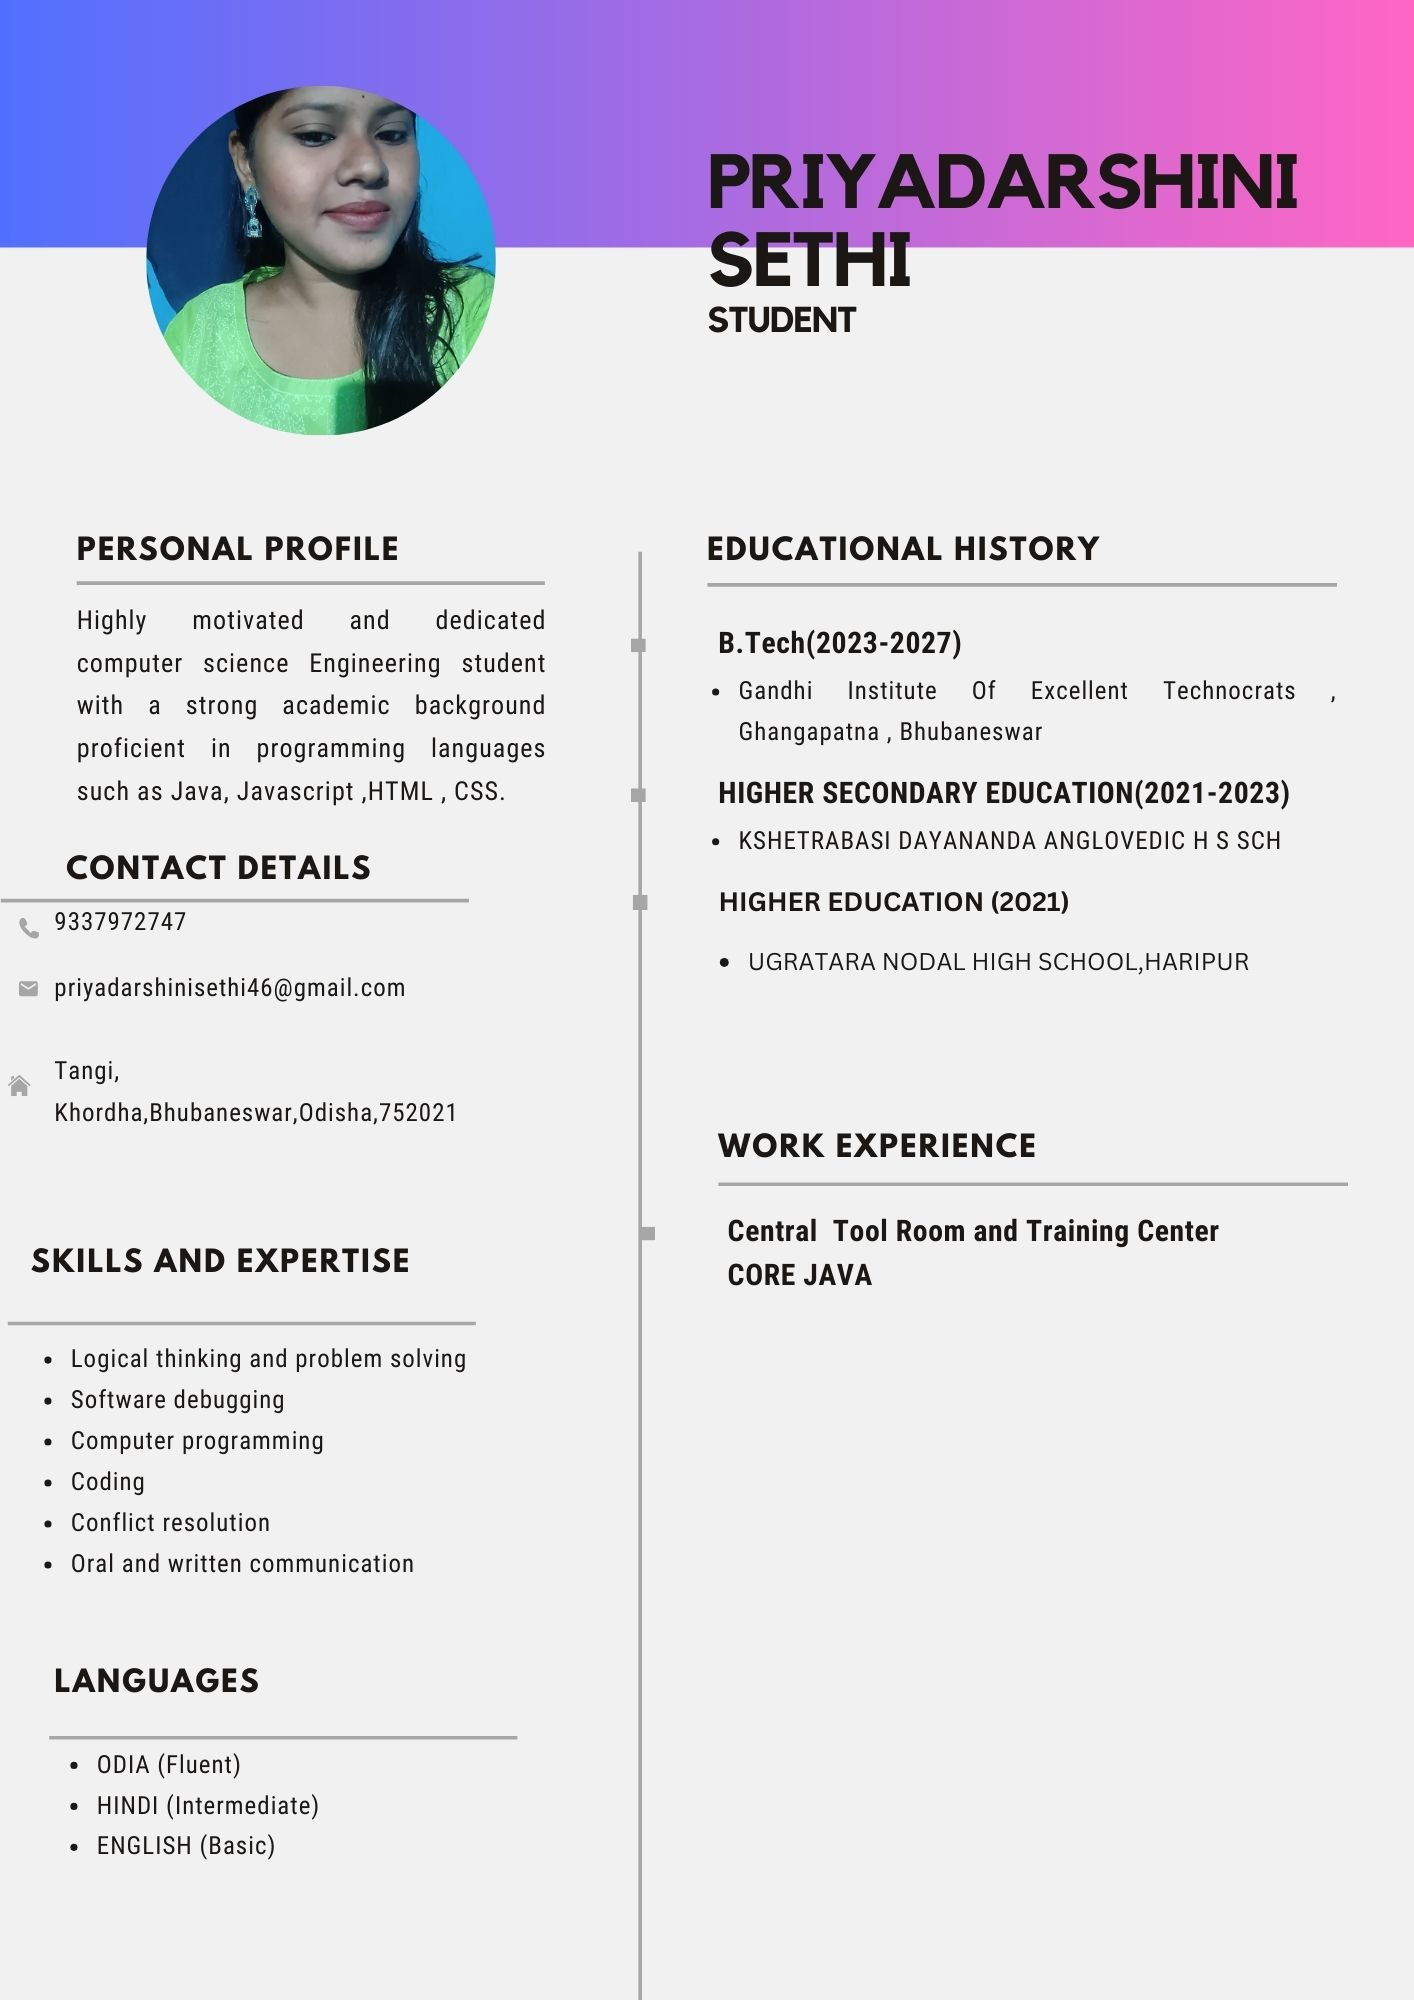 PRIYADARSHINI
SETHI
STUDENT
PERSONAL PROFILE
Highly motivated and dedicated
computer science Engineering student
with a strong academic background
proficient in programming languages
such as Java, Javascript ,HTML , CSS.
CONTACT DETAILS
9337972747
priyadarshinisethi46@gmail.com
Tangi,
Khordha,Bhubaneswar,Odisha,752021
SKILLS AND EXPERTISE
• Logical thinking and problem solving
• Software debugging
• Computer programming
• Coding
• Conflict resolution
• Oral and written communication
LANGUAGES
• ODIA (Fluent)
• HINDI (Intermediate)
• ENGLISH (Basic)
EDUCATIONAL HISTORY
B.Tech(2023-2027)
• Gandhi Institute Of Excellent Technocrats ,
Ghangapatna , Bhubaneswar
HIGHER SECONDARY EDUCATION(2021-2023)
• KSHETRABASI DAYANANDA ANGLOVEDIC H S SCH
HIGHER EDUCATION (2021)
• UGRATARA NODAL HIGH SCHOOL,HARIPUR
WORK EXPERIENCE
Central Tool Room and Training Center
CORE JAVA